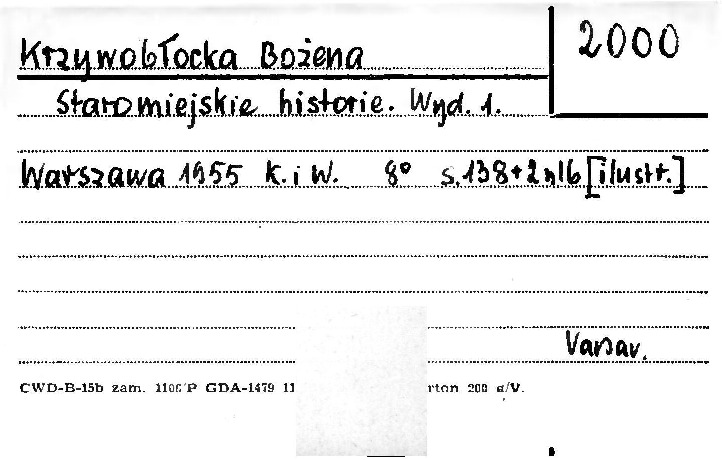 Krzywobłocka Bożena
2000
Staromiejskie historie. Wyd. 1.
Warszawa 1955 K. i W. 8° s. 138+2 nlb [ilustr.]
Varsav.
CWD-B-15b zam. 1106/P GDA-1479 11 rton 200 a/V.